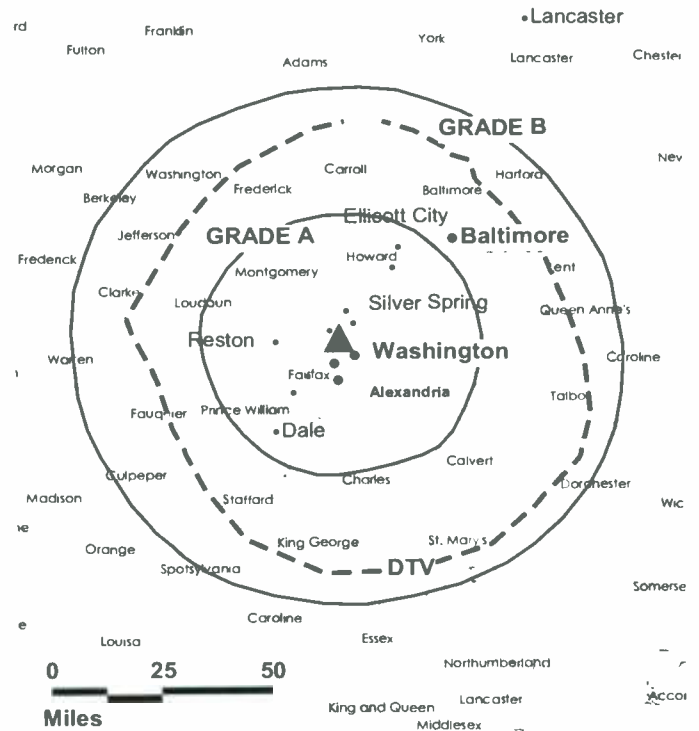 Lancaster
rd
Franklin
York
Fulton
Lancaster
Chester
Adams
GRADE B
Morgan
Washington
Carroll
Harford
Nev
Frederick
Baltimore
Berkeley
Ellicott City
Jefferson
GRADE A
Baltimore
Howard
Frederick
Montgomery
ent
Clarke
Loudoun
Silver Spring
Queen Anne's
Reston
Washington
Warren
Caroline
Fairfax
Alexandria
Talbo
Fauquier
Prince William
Dale
Calvert
Culpeper
Charles
Dorchester
Madison
Stafford
Wic
King George
St. Mary's
Orange
Spotsylvania
DTV
Somerse
Caroline
e
Louisa
Essex
Northumberland
0 25 50
Miles
King and Queen
Lancaster
Accor
Middlesex